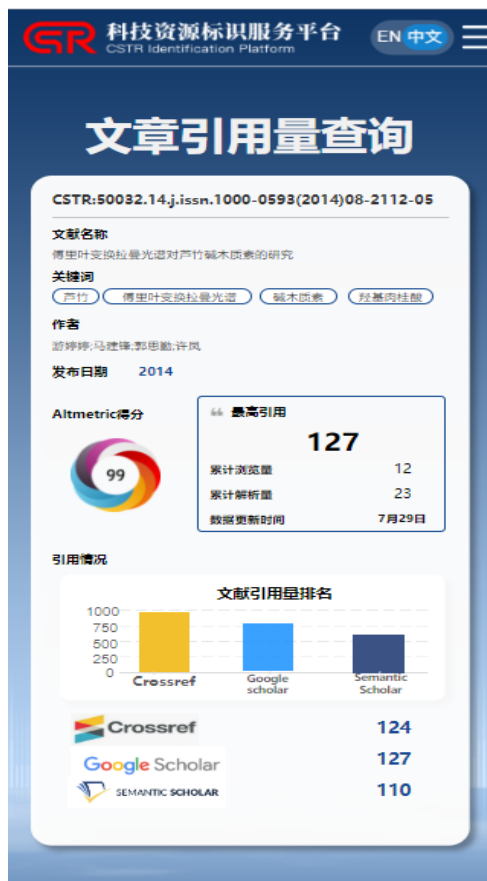 科技资源标识服务平台
CSTR Identification Platform
EN 中文
文章引用量查询
CSTR:50032.14.j.issn.1000-0593(2014)08-2112-05
文献名称
傅里叶变换拉曼光谱对芦竹碱木质素的研究
关键词
芦竹 傅里叶变换拉曼光谱 碱木质素 羟基肉桂酸
作者
游婷婷;马建锋;郭思勤;许凤
发布日期 2014
Altmetric得分
99
最高引用
127
累计浏览量 12
累计解析量 23
数据更新时间 7月29日
引用情况
文献引用量排名
1000
750
500
250
0
Crossref
Google scholar
Semantic Scholar
Crossref 124
Google Scholar 127
SEMANTIC SCHOLAR 110